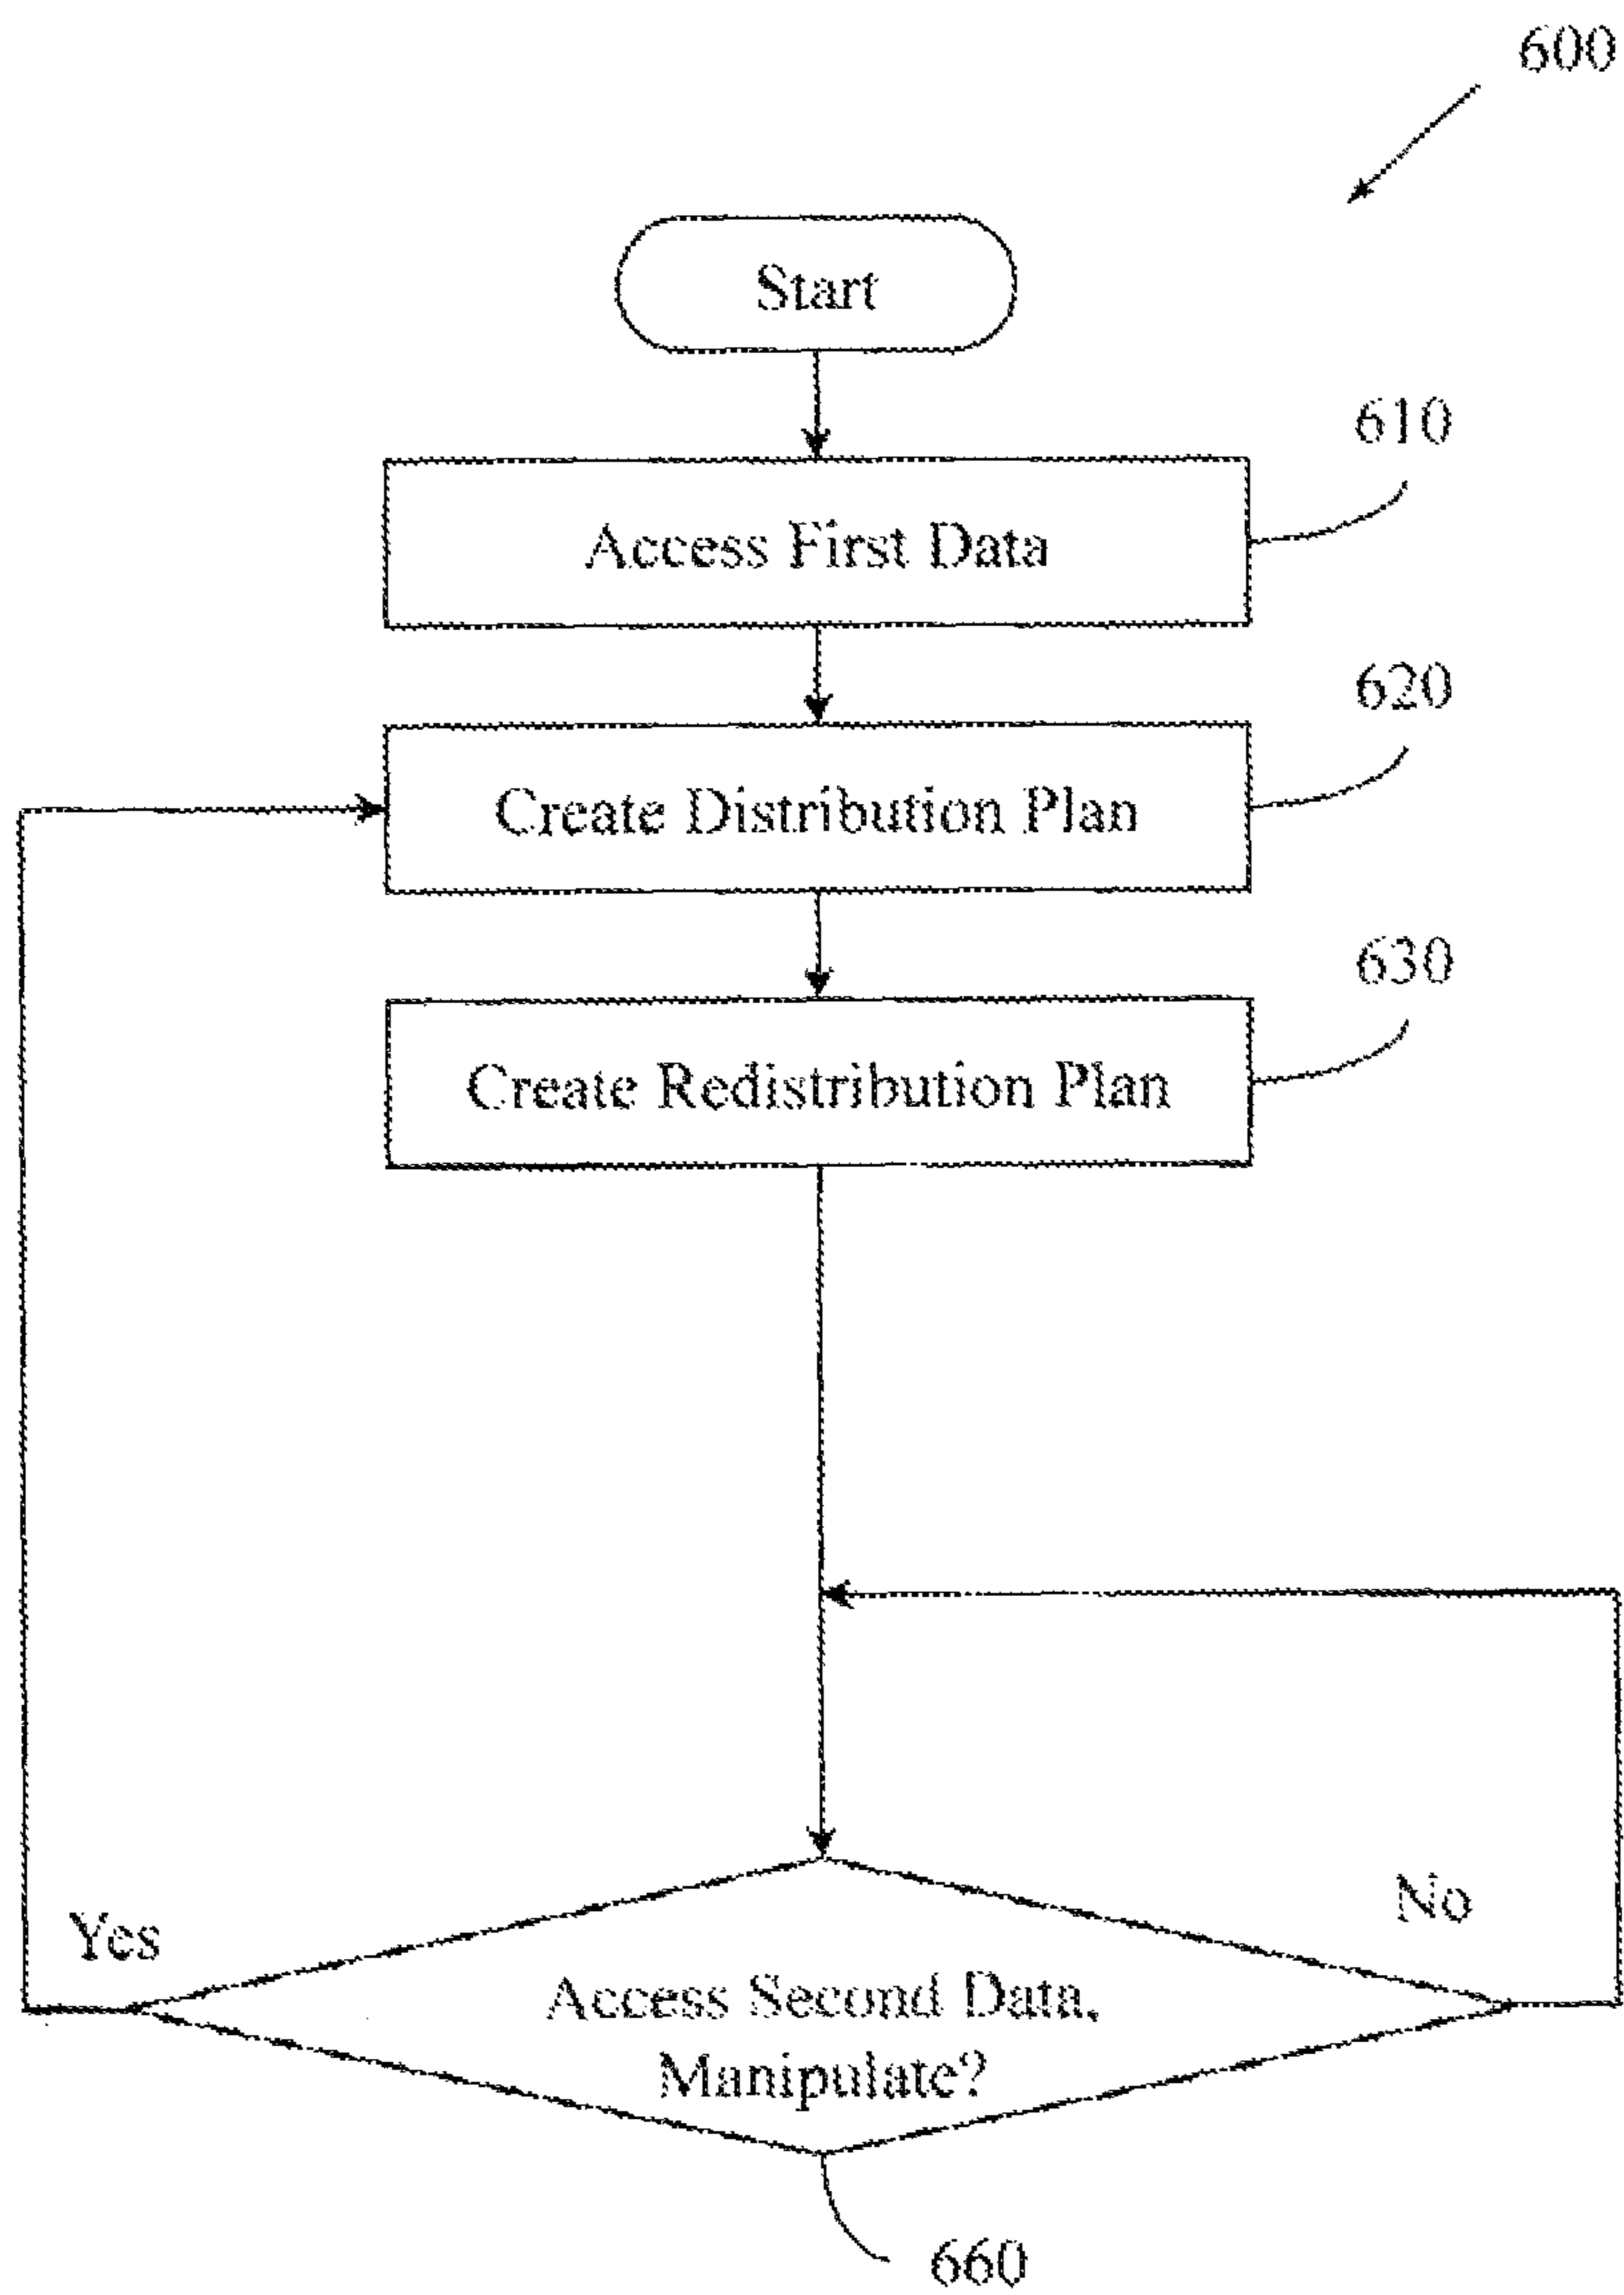 600
Start
610
Access First Data
620
Create Distribution Plan
630
Create Redistribution Plan
Yes
No
Access Second Data,
Manipulate?
660